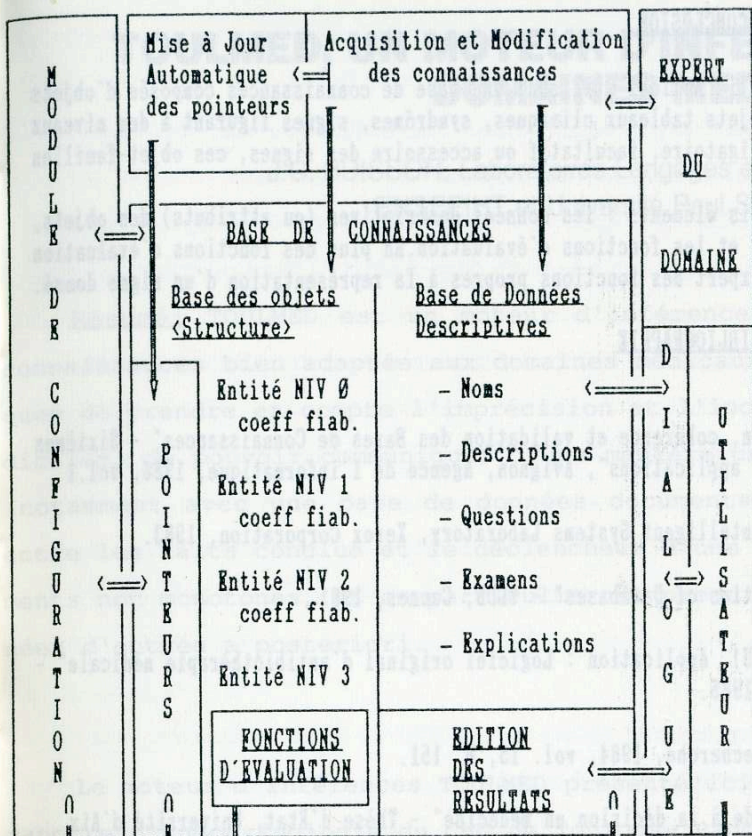 Mise à Jour
Automatique
des pointeurs
Acquisition et Modification
des connaissances
EXPERT
DU
DOMAINE
MODULE DE CONFIGURATION
BASE DE CONNAISSANCES
Base des objets
(Structure)
Base de Données
Descriptives
POINTEURS
Entité NIV 0
coeff fiab.
Entité NIV 1
coeff fiab.
Entité NIV 2
coeff fiab.
Entité NIV 3
- Noms
- Descriptions
- Questions
- Examens
- Explications
DIALOGUE
UTILISATEUR
FONCTIONS
D'EVALUATION
EDITION
DES
RESULTATS